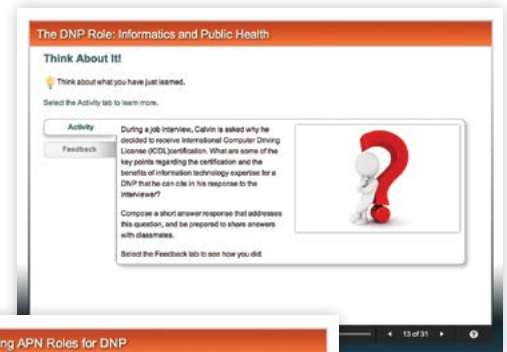 The DNP Role: Informatics and Public Health
Think About It!
Think about what you have just learned.
Select the Activity tab to learn more.
Activity
Feedback
During a job interview, Calvin is asked why he
decided to receive International Computer Driving
License (ICDL)certification. What are some of the
key points regarding the certification and the
benefits of information technology expertise for a
DNP that he can cite in his response to the
interviewer?
Compose a short answer response that addresses
this question, and be prepared to share answers
with classmates.
Select the Feedback tab to see how you did.
?
13 of 31
?
APN Roles for DNP